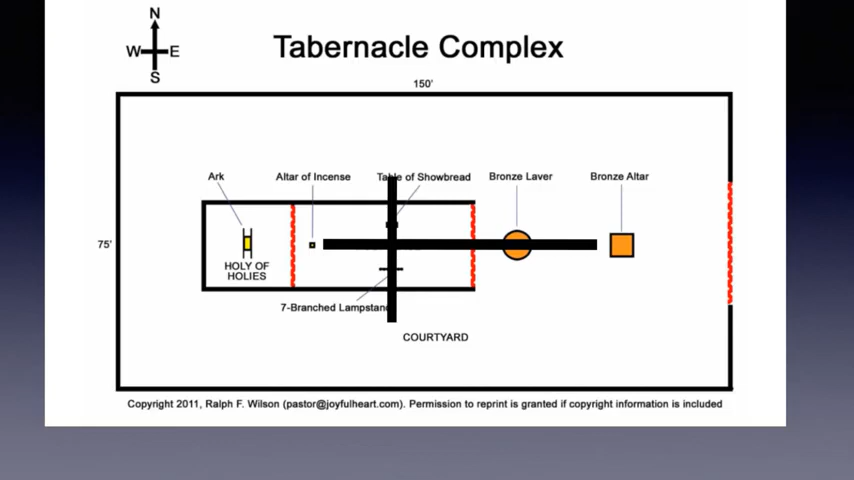 N
W E
S
Tabernacle Complex
150'
Ark
Altar of Incense
Table of Showbread
Bronze Laver
Bronze Altar
75'
HOLY OF
HOLIES
7-Branched Lampstand
COURTYARD
Copyright 2011, Ralph F. Wilson (pastor@joyfulheart.com). Permission to reprint is granted if copyright information is included